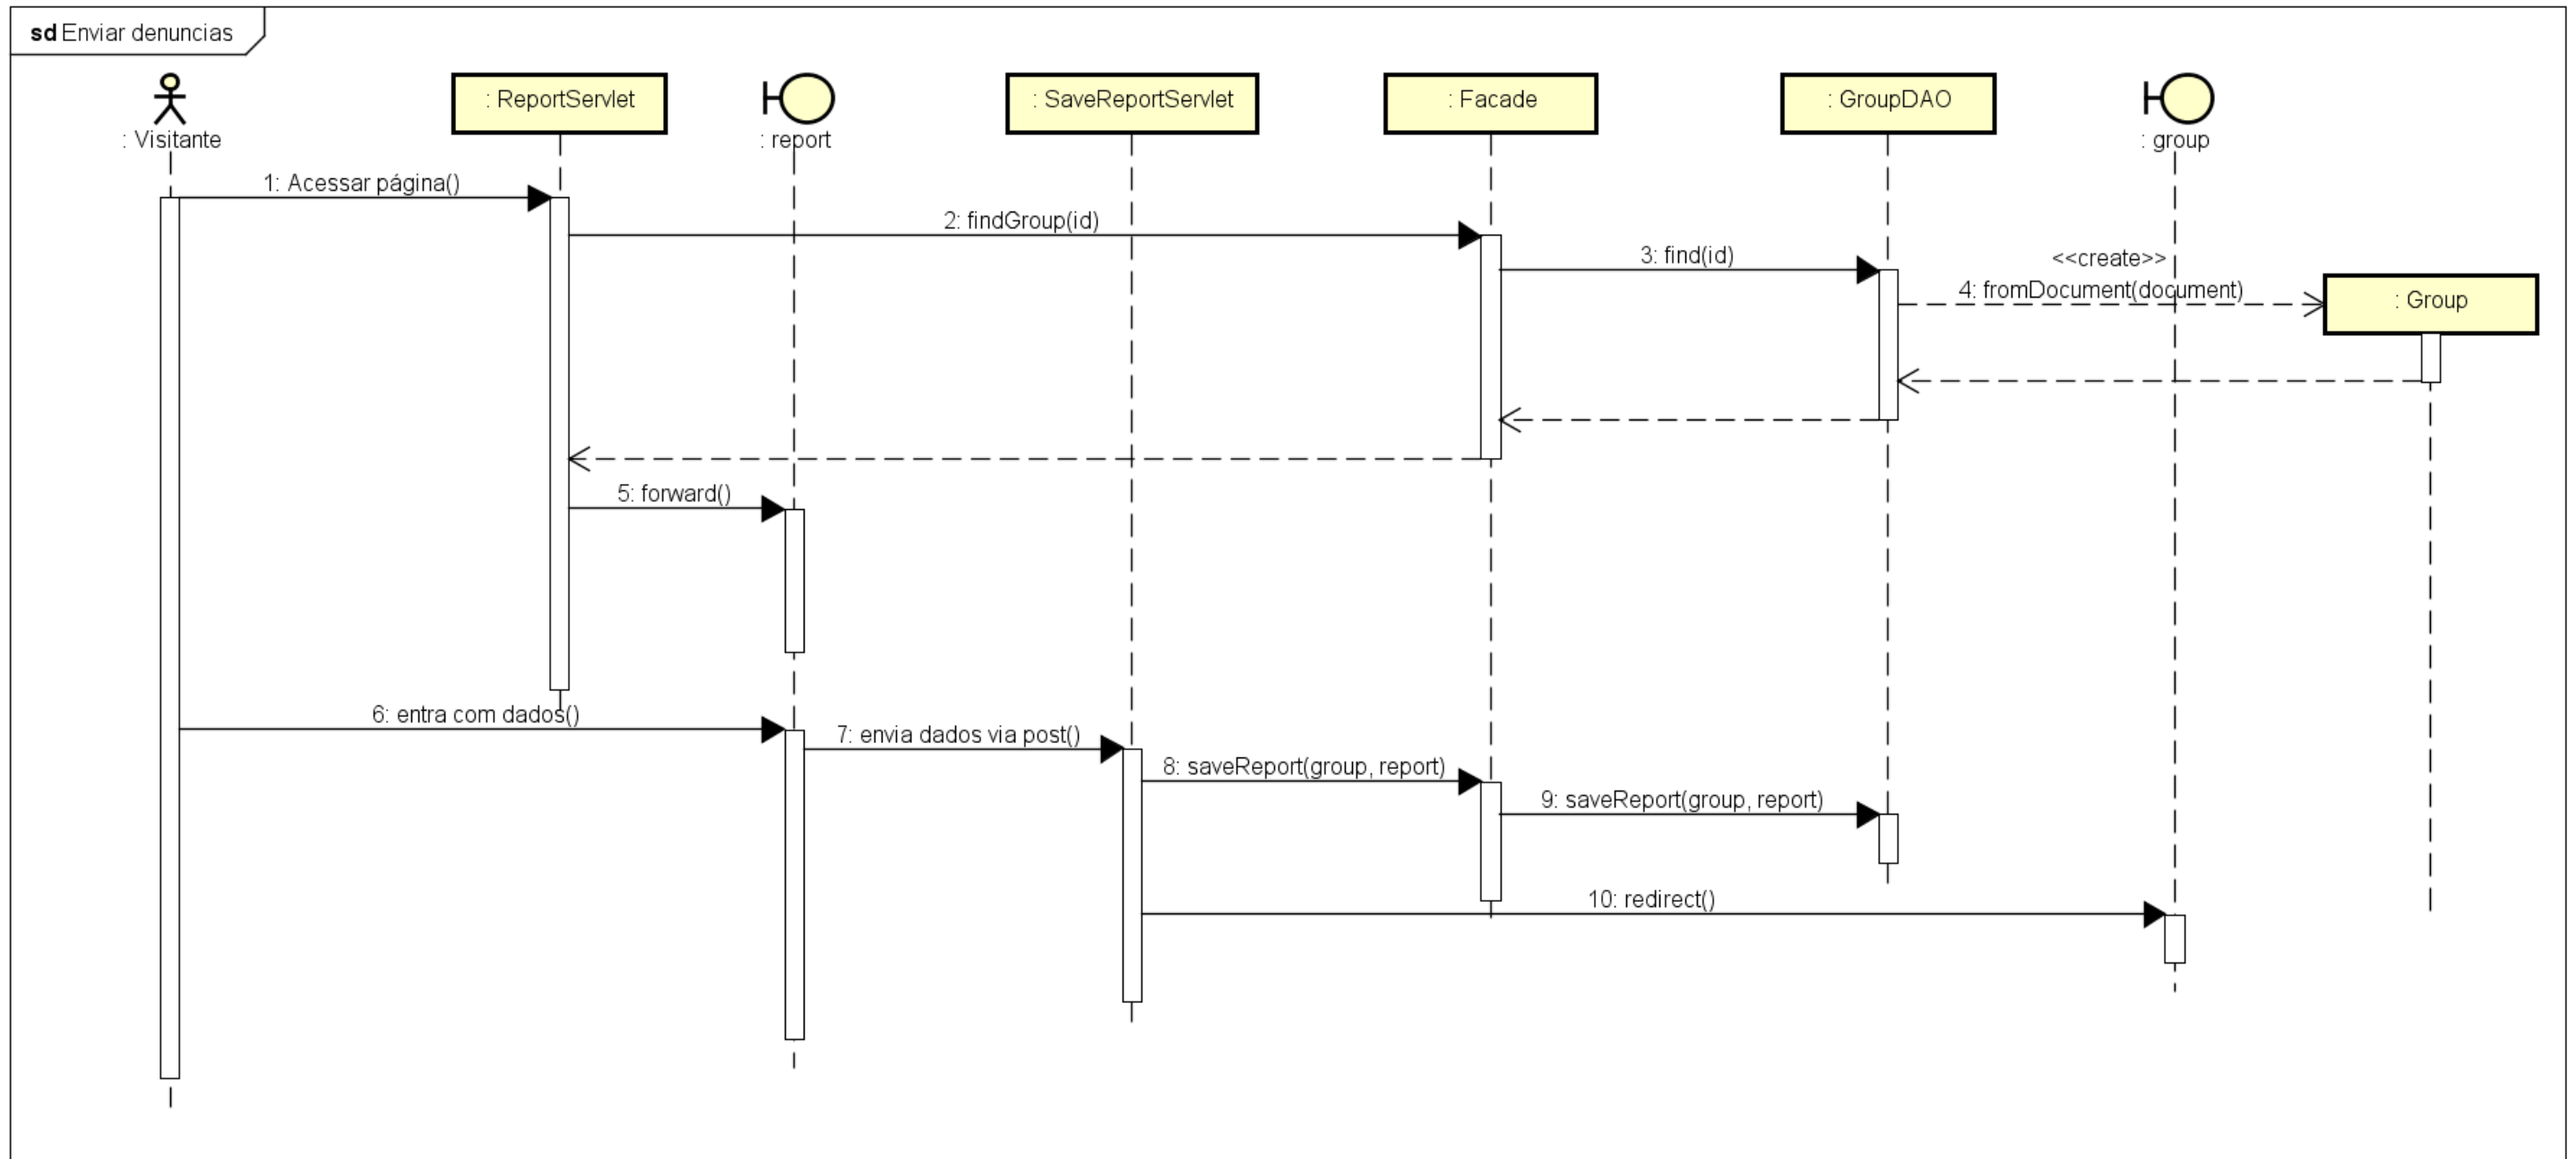 sd Enviar denuncias
: Visitante
: ReportServlet
: report
: SaveReportServlet
: Facade
: GroupDAO
: group
1: Acessar página()
2: findGroup(id)
3: find(id)
<<create>>
4: fromDocument(document)
: Group
5: forward()
6: entra com dados()
7: envia dados via post()
8: saveReport(group, report)
9: saveReport(group, report)
10: redirect()